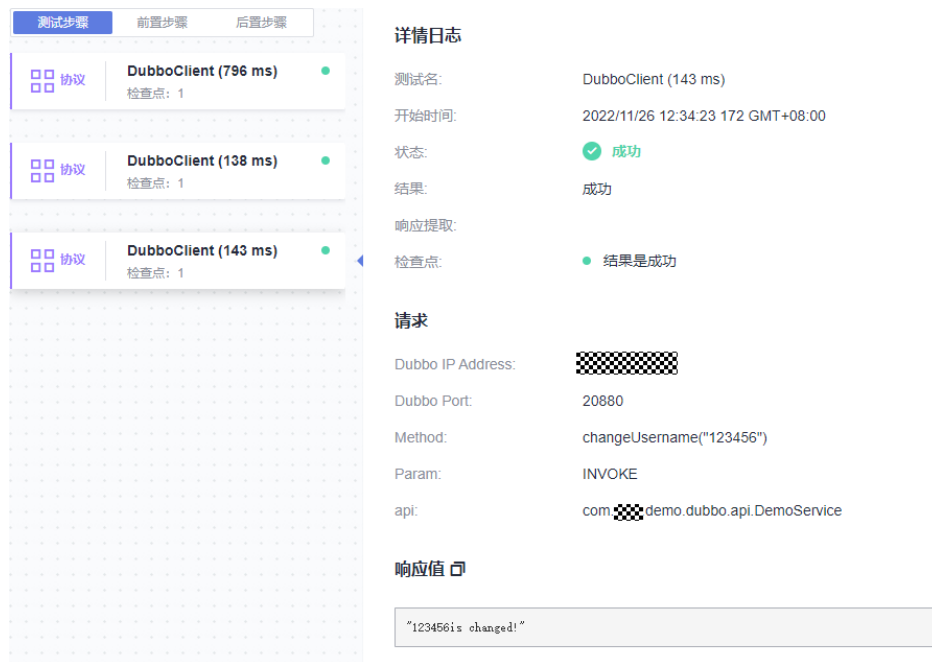 测试步骤 前置步骤 后置步骤
协议
DubboClient (796 ms)
检查点：1
协议
DubboClient (138 ms)
检查点：1
协议
DubboClient (143 ms)
检查点：1
详情日志
测试名: DubboClient (143 ms)
开始时间: 2022/11/26 12:34:23 172 GMT+08:00
状态: 成功
结果: 成功
响应提取:
检查点: 结果是成功
请求
Dubbo IP Address:
Dubbo Port: 20880
Method: changeUsername("123456")
Param: INVOKE
api: com. demo.dubbo.api.DemoService
响应值
"123456is changed!"